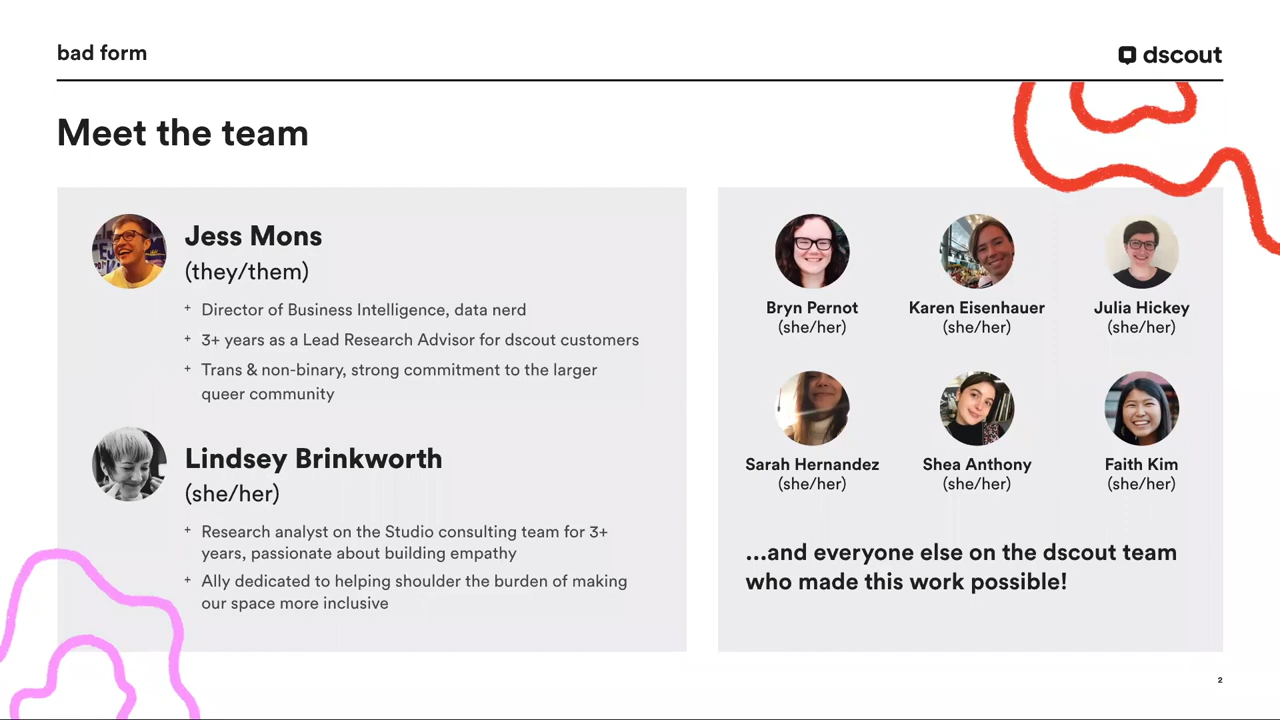 bad form
dscout
Meet the team
Jess Mons
(they/them)
+ Director of Business Intelligence, data nerd
+ 3+ years as a Lead Research Advisor for dscout customers
+ Trans & non-binary, strong commitment to the larger
queer community
Lindsey Brinkworth
(she/her)
+ Research analyst on the Studio consulting team for 3+
years, passionate about building empathy
+ Ally dedicated to helping shoulder the burden of making
our space more inclusive
Bryn Pernot
(she/her)
Karen Eisenhauer
(she/her)
Julia Hickey
(she/her)
Sarah Hernandez
(she/her)
Shea Anthony
(she/her)
Faith Kim
(she/her)
...and everyone else on the dscout team
who made this work possible!
2